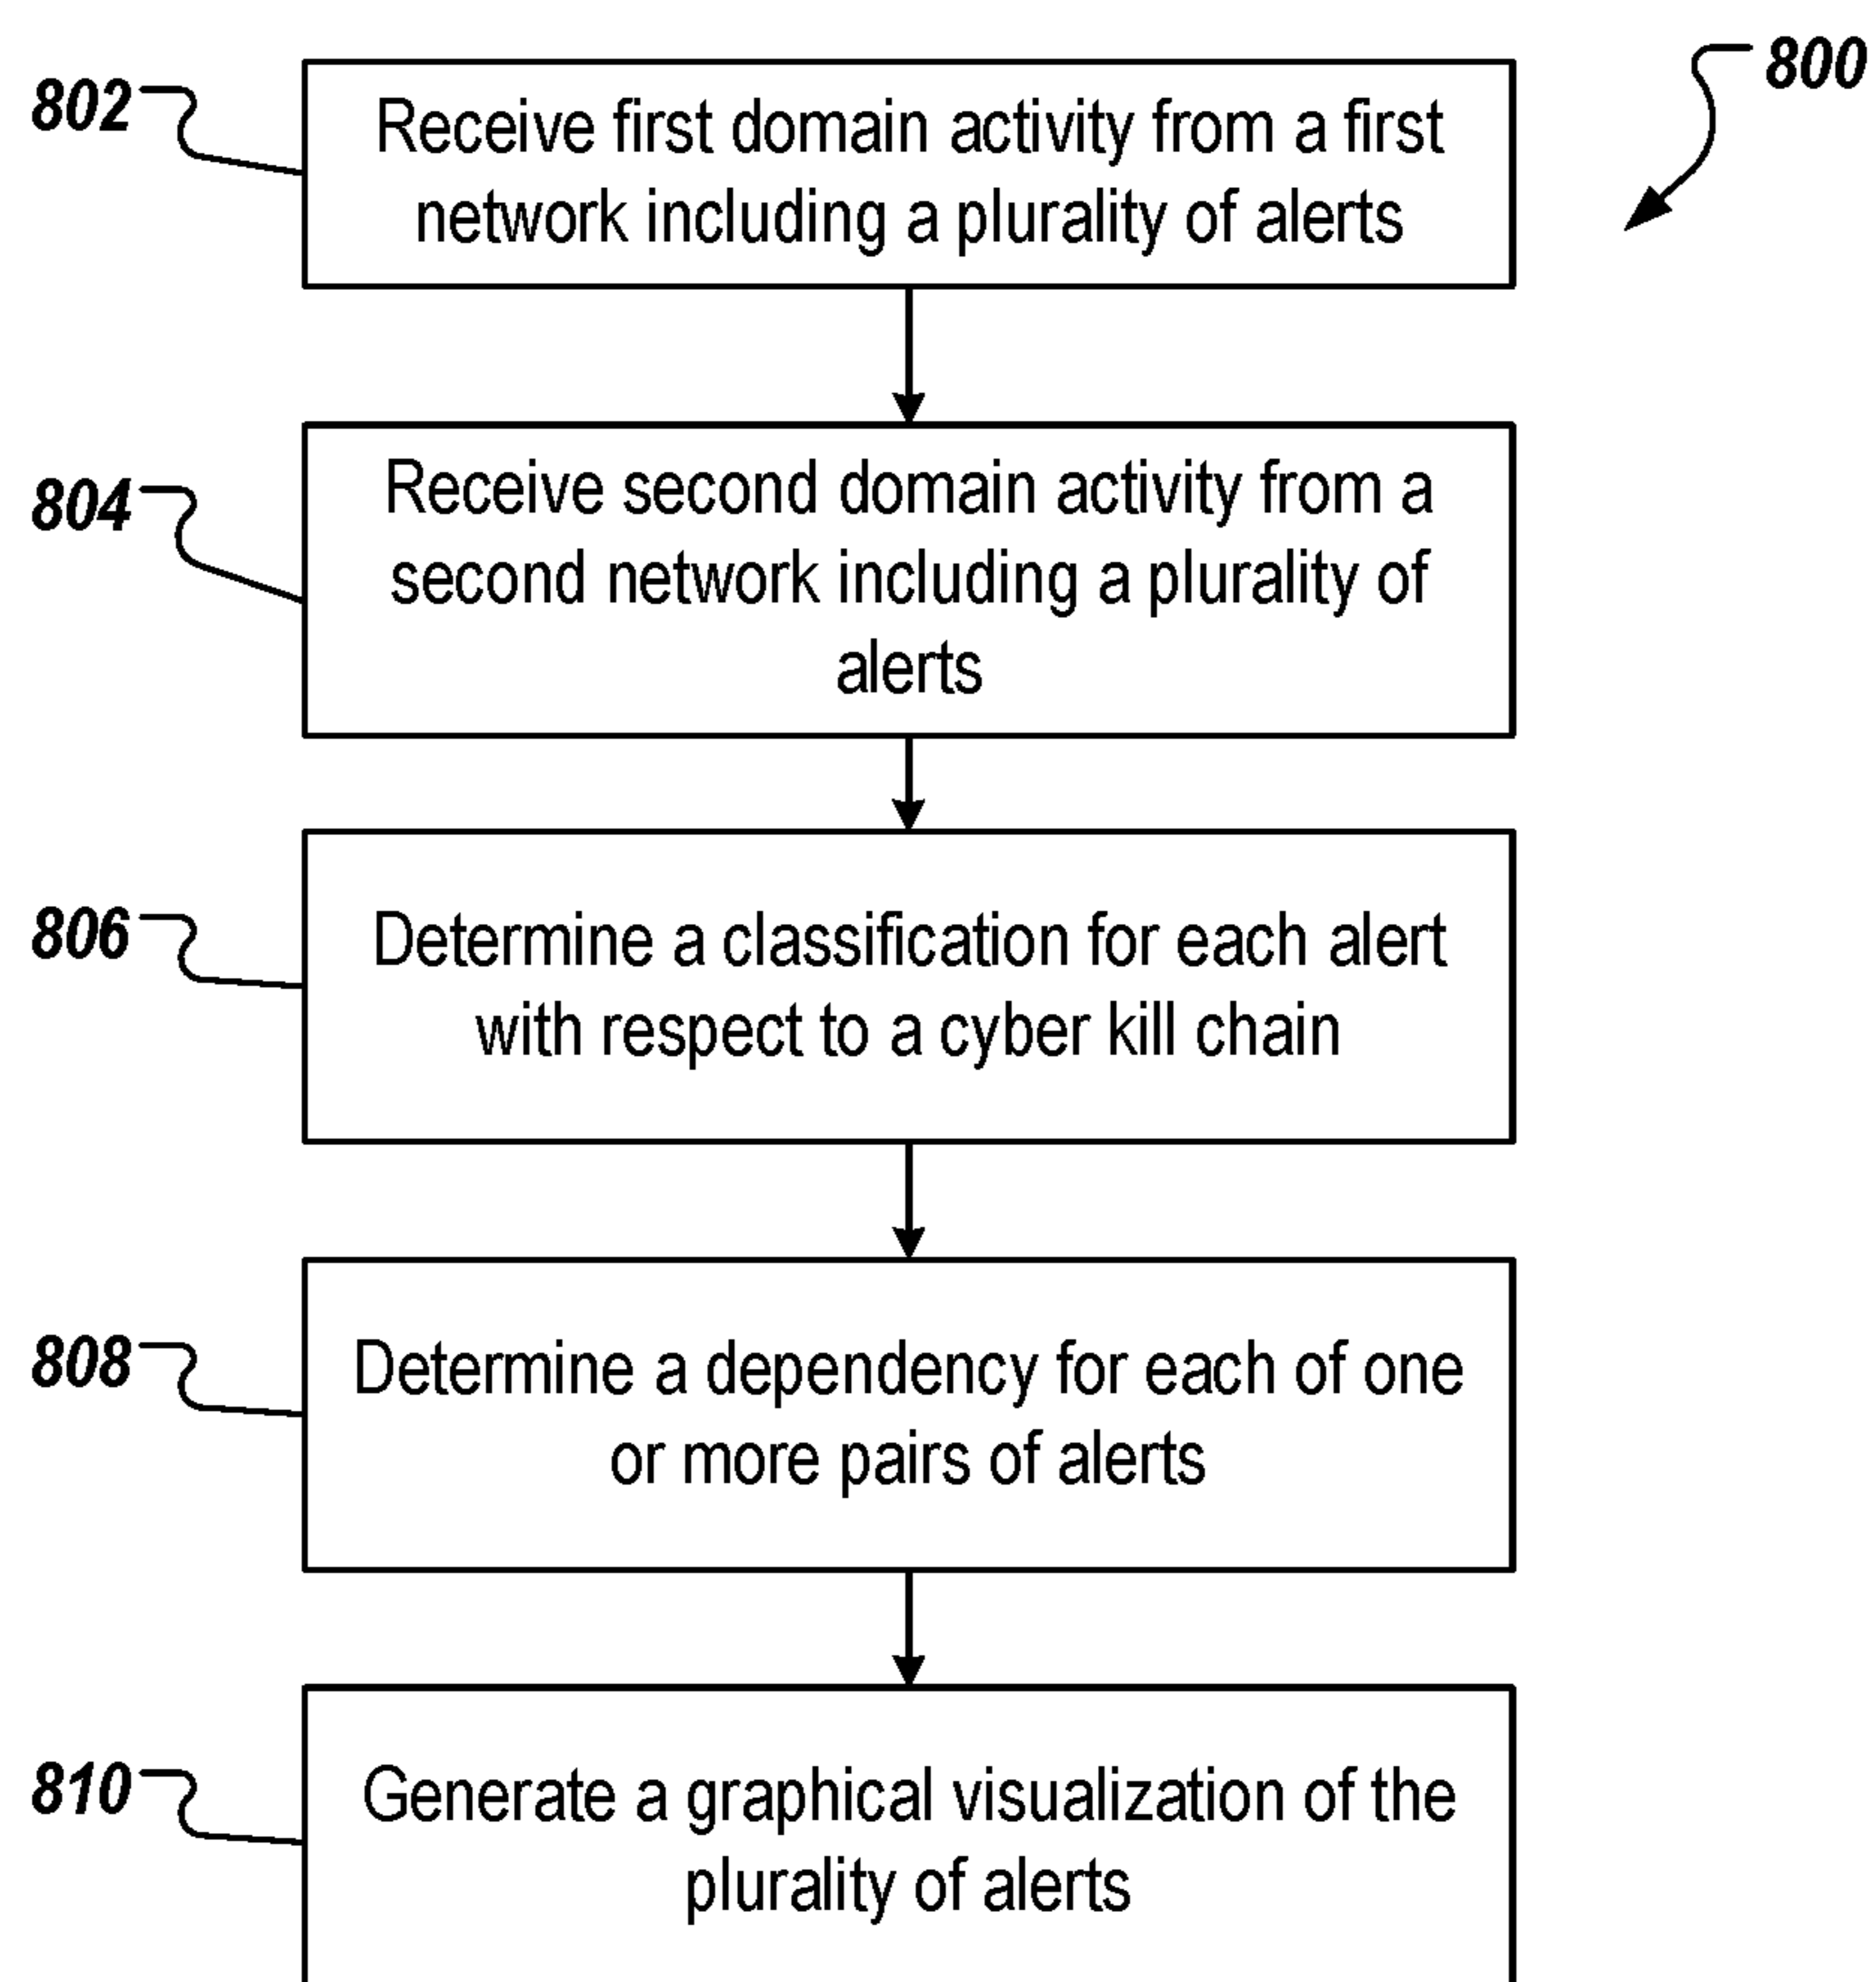 800
802
Receive first domain activity from a first
network including a plurality of alerts
804
Receive second domain activity from a
second network including a plurality of
alerts
806
Determine a classification for each alert
with respect to a cyber kill chain
808
Determine a dependency for each of one
or more pairs of alerts
810
Generate a graphical visualization of the
plurality of alerts